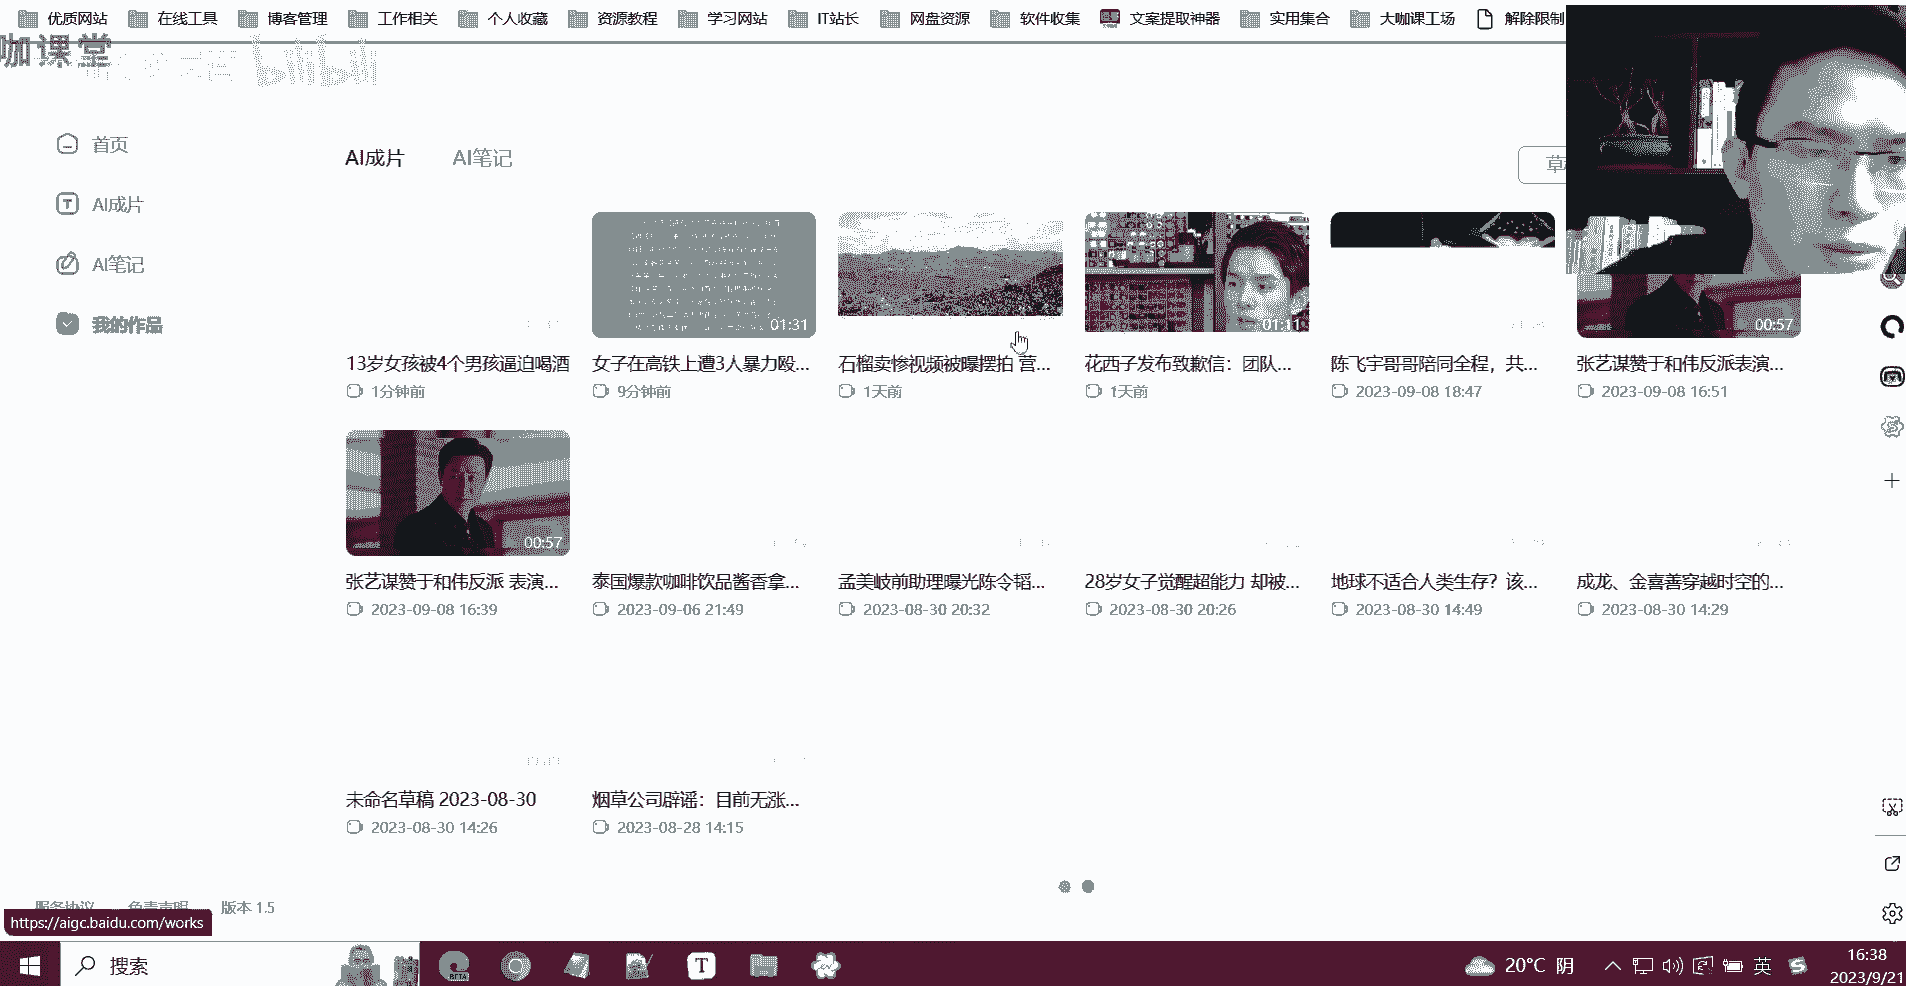 优质网站 在线工具 博客管理 工作相关 个人收藏 资源教程 学习网站 IT站长 网盘资源 软件收集 文案提取神器 实用集合 大咖课工场 解除限制
咖课堂
bilibili
首页
AI成片
AI笔记
我的作品
AI成片 AI笔记
草
01:31
01:11
00:57
13岁女孩被4个男孩逼迫喝酒
1分钟前
女子在高铁上遭3人暴力殴...
9分钟前
石榴卖惨视频被曝摆拍 营...
1天前
花西子发布致歉信：团队...
1天前
陈飞宇哥哥陪同全程，共...
2023-09-08 18:47
张艺谋赞于和伟反派表演...
2023-09-08 16:51
00:57
张艺谋赞于和伟反派 表演...
2023-09-08 16:39
泰国爆款咖啡饮品酱香拿...
2023-09-06 21:49
孟美岐前助理曝光陈令韬...
2023-08-30 20:32
28岁女子觉醒超能力 却被...
2023-08-30 20:26
地球不适合人类生存？该...
2023-08-30 14:49
成龙、金喜善穿越时空的...
2023-08-30 14:29
未命名草稿 2023-08-30
2023-08-30 14:26
烟草公司辟谣：目前无涨...
2023-08-28 14:15
服务协议 免责声明 版本 1.5
https://aigc.baidu.com/works
搜索
BETA
T
20°C 阴
英
16:38
2023/9/21